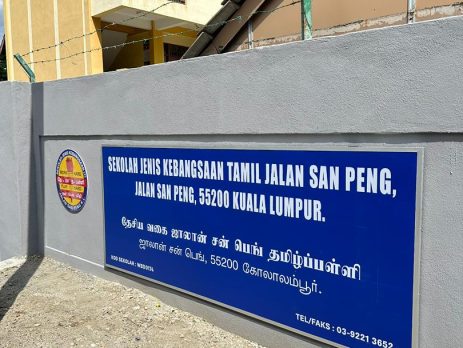 SEKOLAH JENIS KEBANGSAAN TAMIL JALAN SAN PENG,
JALAN SAN PENG, 55200 KUALA LUMPUR.
தேசிய வகை ஜாலான் சன் பெங் தமிழ்ப்பள்ளி
ஜாலான் சன் பெங், 55200 கோலாலம்பூர்.
TEL/FAKS : 03-9221 3652